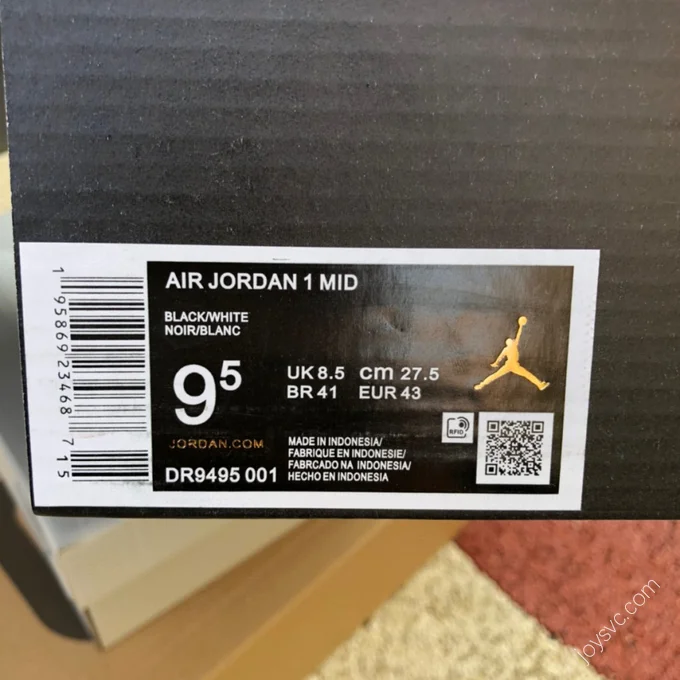 AIR JORDAN 1 MID
BLACK/WHITE
NOIR/BLANC
9 5
UK 8.5 cm 27.5
BR 41 EUR 43
JORDAN.COM
DR9495 001
MADE IN INDONESIA/
FABRIQUE EN INDONESIE/
FABRCADO NA INDONESIA/
HECHO EN INDONESIA
RFID
1 95869 23468 7 15
joysvc.com